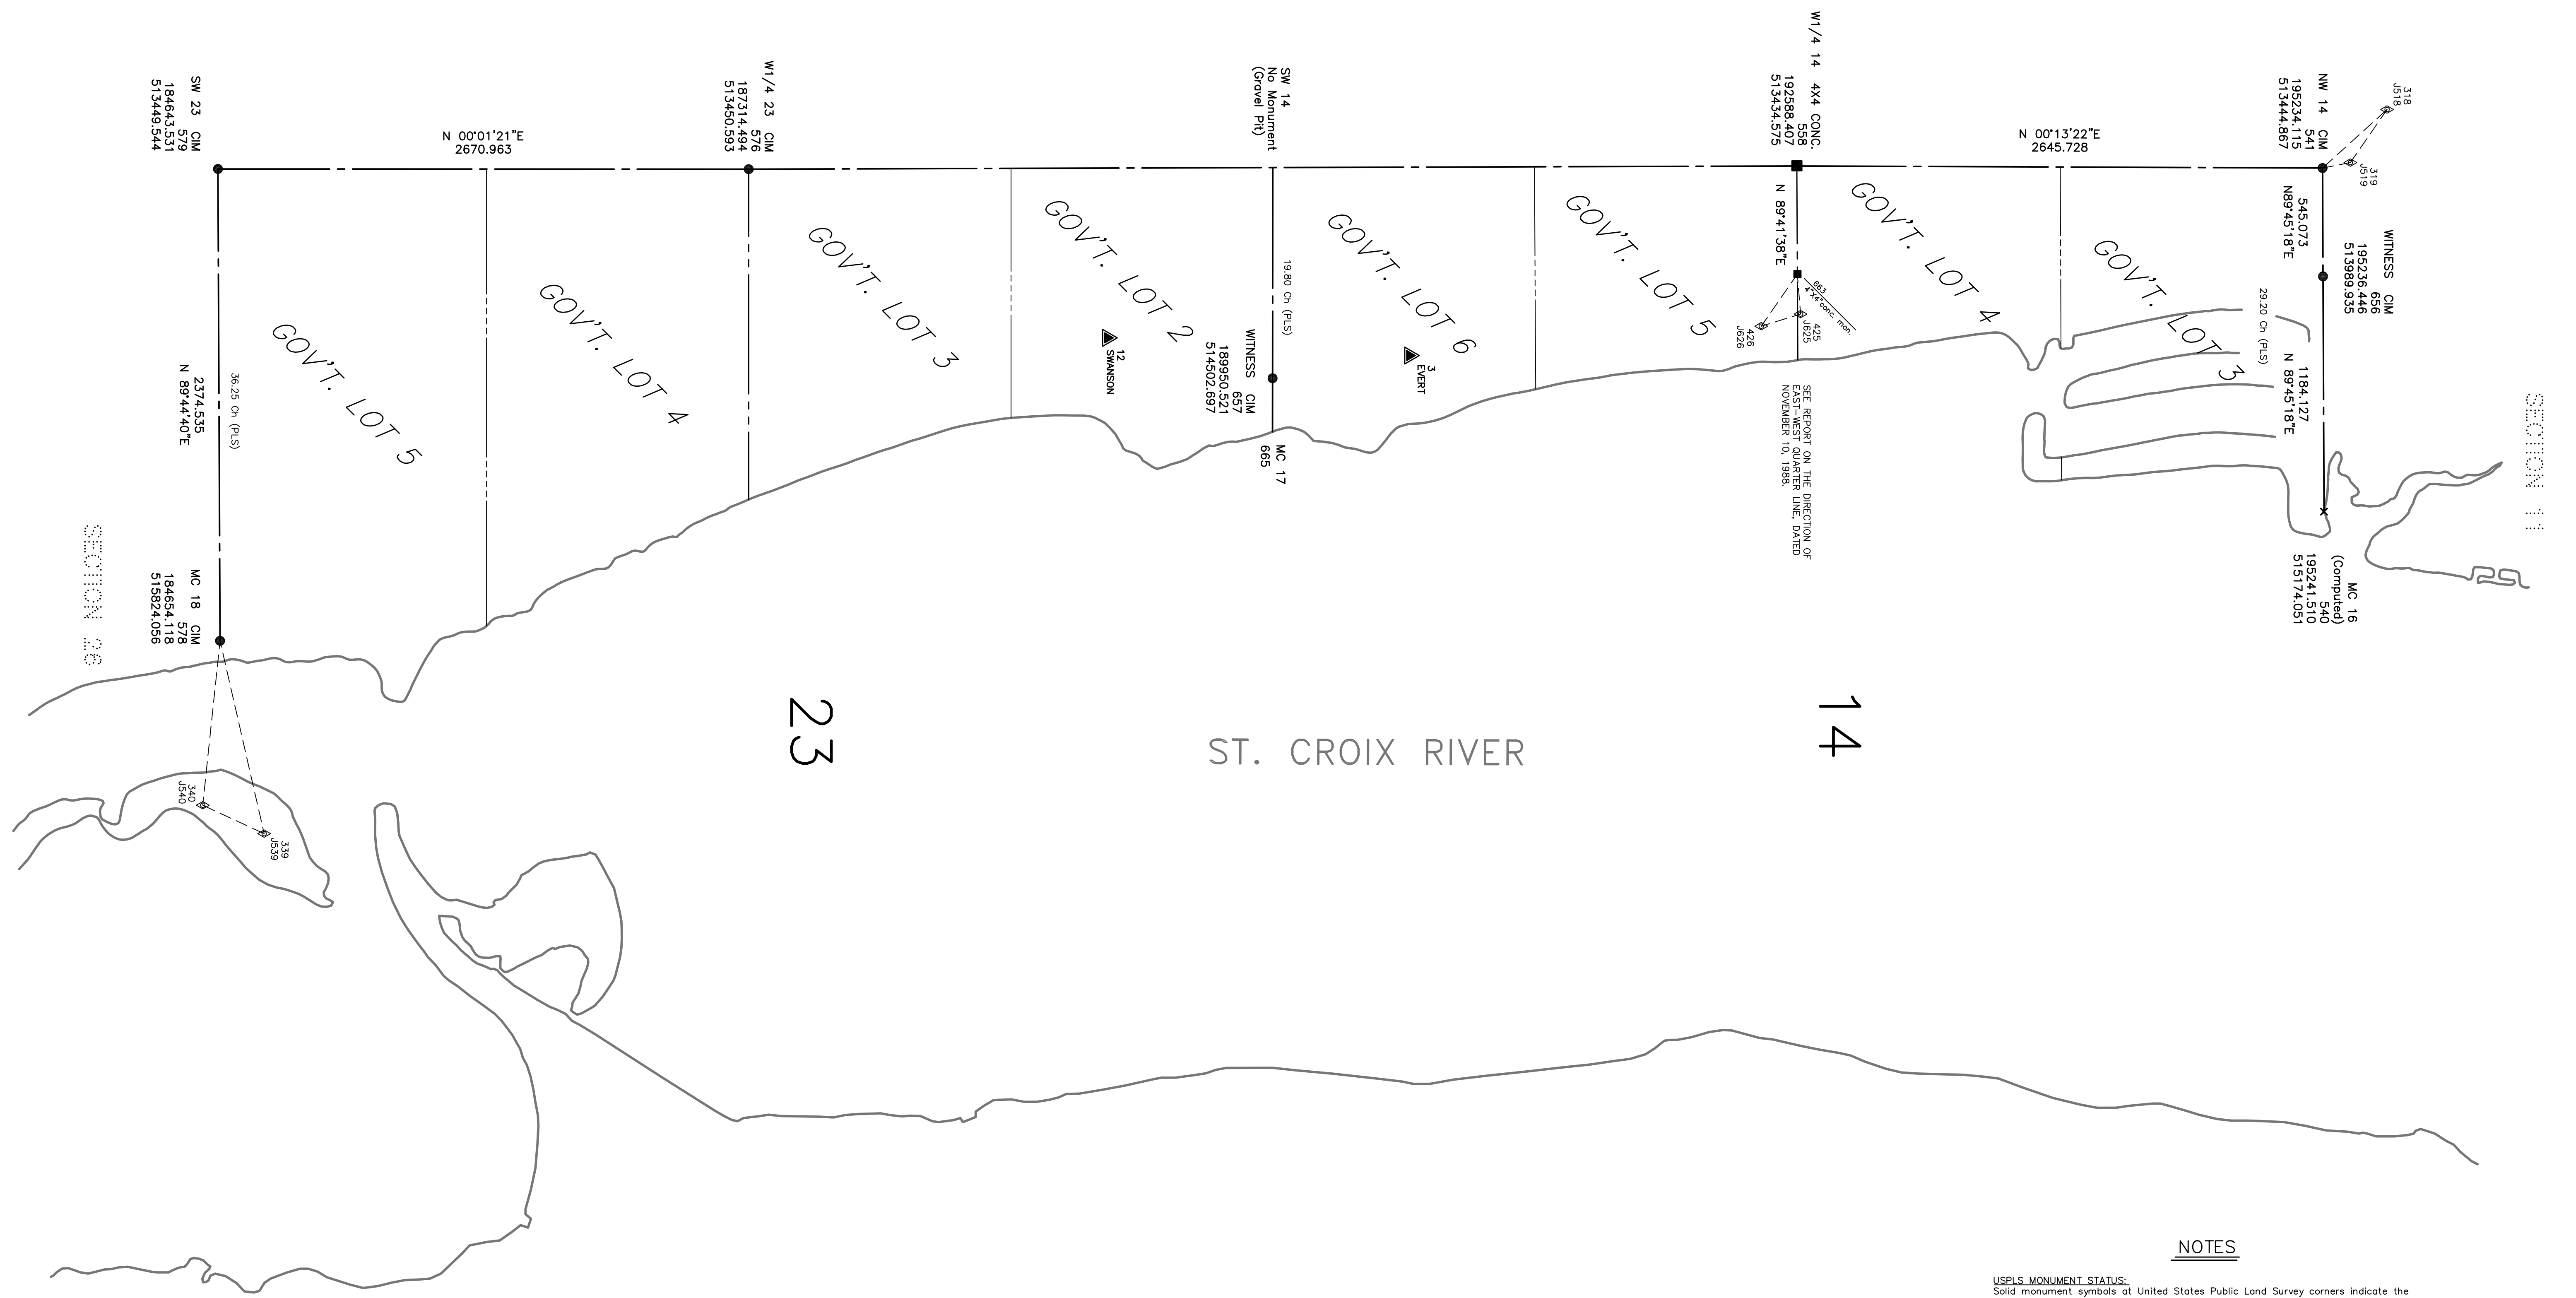 SW 23 CIM
579
184643.531
513449.544
N 00°01'21"E
2670.963
W1/4 23 CIM
576
187314.494
513450.593
SW 14
No Monument
(Gravel Pit)
W1/4 14 4X4 CONC.
558
192588.407
513434.575
N 00°13'22"E
2645.728
NW 14 CIM
541
195234.115
513444.867
318
J518
319
J519
545.073
N89°45'18"E
WITNESS CIM
656
195236.446
513989.935
29.20 Ch (PLS)
1184.127
N 89°45'18"E
MC 16
(Computed)
540
195241.510
515174.051
SECTION 11
GOV'T. LOT 3
GOV'T. LOT 4
N 89°41'38"E
663
4"X4"conc. mon.
425
J625
426
J626
SEE REPORT ON THE DIRECTION OF
EAST-WEST QUARTER LINE, DATED
NOVEMBER 10, 1988.
GOV'T. LOT 5
GOV'T. LOT 6
3
EVERT
19.80 Ch (PLS)
WITNESS CIM
657
189950.521
514502.697
MC 17
665
GOV'T. LOT 2
12
SWANSON
GOV'T. LOT 3
GOV'T. LOT 4
GOV'T. LOT 5
36.25 Ch (PLS)
2374.535
N 89°44'40"E
MC 18 CIM
578
184654.118
515824.056
SECTION 26
340
J540
339
J539
23
ST. CROIX RIVER
14
NOTES
USPLS MONUMENT STATUS:
Solid monument symbols at United States Public Land Survey corners indicate the